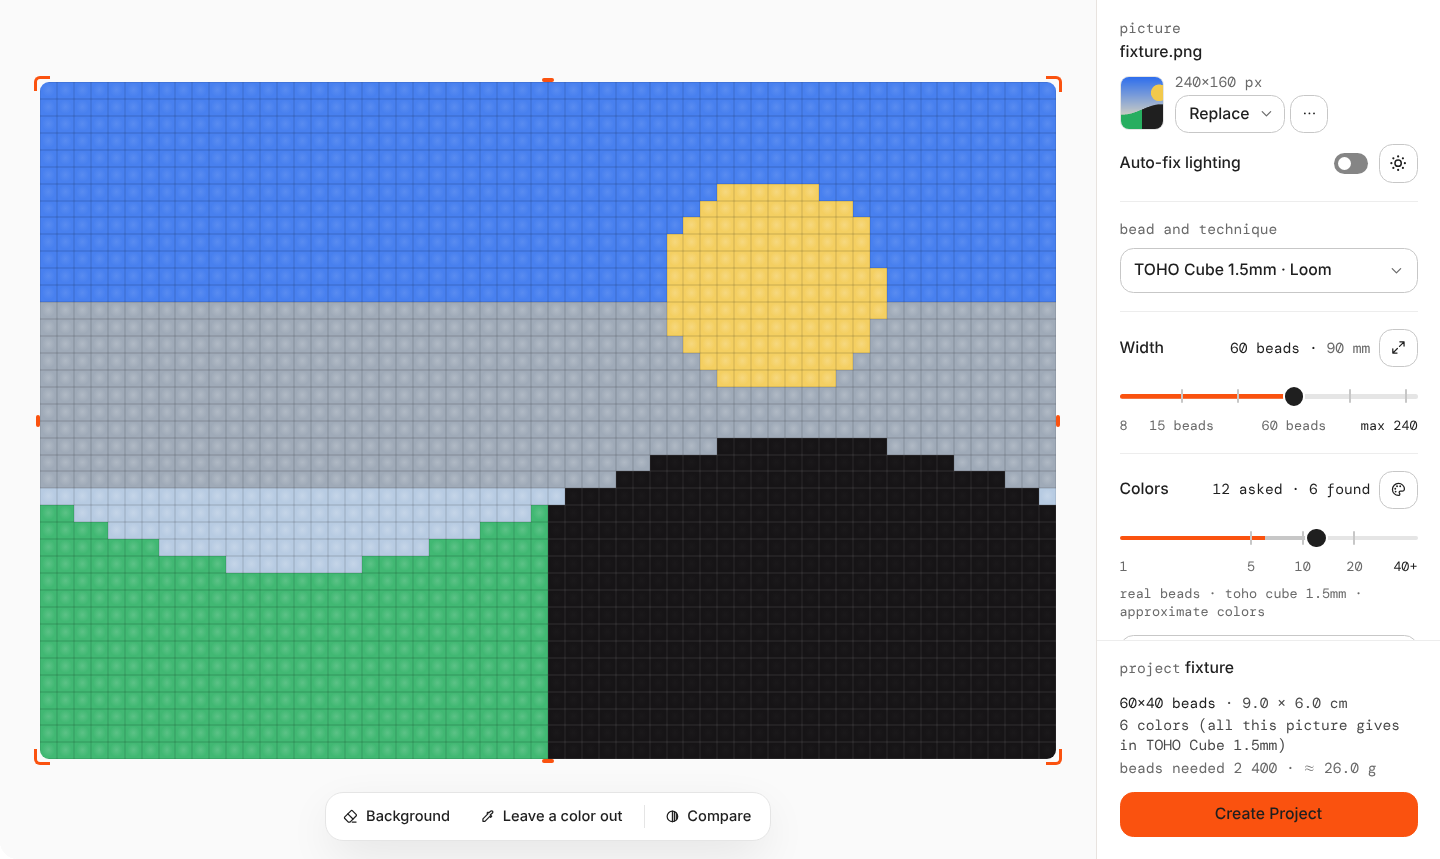 picture
fixture.png
240×160 px
Replace
Auto-fix lighting
bead and technique
TOHO Cube 1.5mm · Loom
Width 60 beads · 90 mm
8 15 beads 60 beads max 240
Colors 12 asked · 6 found
1 5 10 20 40+
real beads · toho cube 1.5mm ·
approximate colors
project fixture
60×40 beads · 9.0 × 6.0 cm
6 colors (all this picture gives
in TOHO Cube 1.5mm)
beads needed 2 400 · ≈ 26.0 g
Create Project
Background Leave a color out Compare